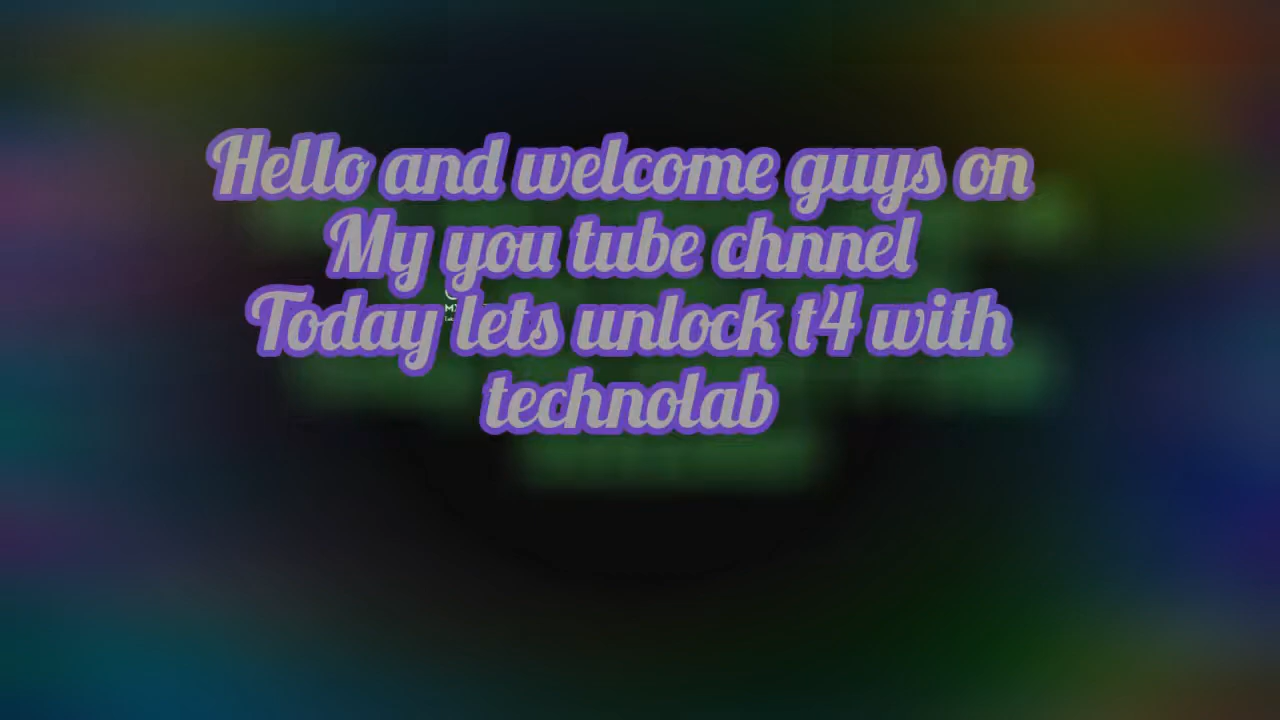 Hello and welcome guys on
My you tube chnnel
Today lets unlock t4 with
technolab